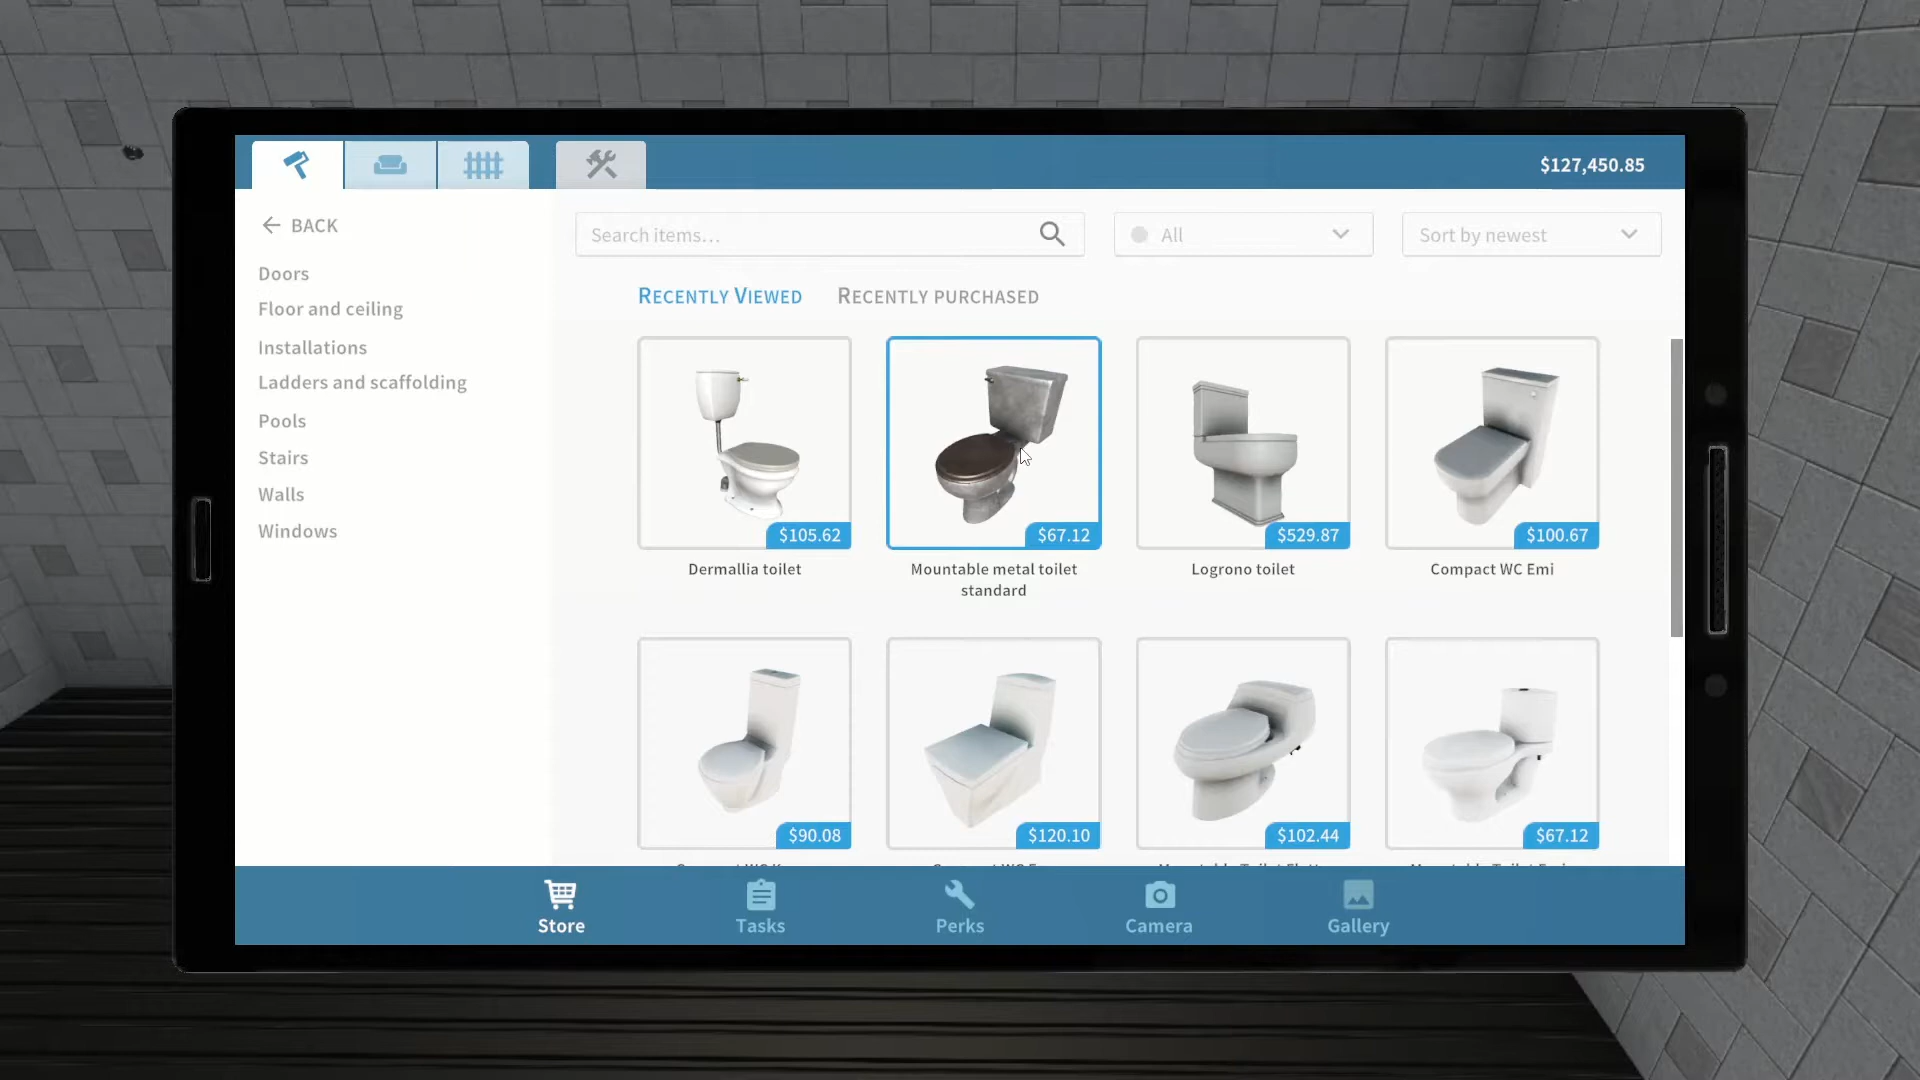 $127,450.85
BACK
Search items...
All
Sort by newest
Doors
Floor and ceiling
Installations
Ladders and scaffolding
Pools
Stairs
Walls
Windows
RECENTLY VIEWED
RECENTLY PURCHASED
$105.62
$67.12
$529.87
$100.67
Dermallia toilet
Mountable metal toilet
standard
Logrono toilet
Compact WC Emi
$90.08
$120.10
$102.44
$67.12
Store
Tasks
Perks
Camera
Gallery